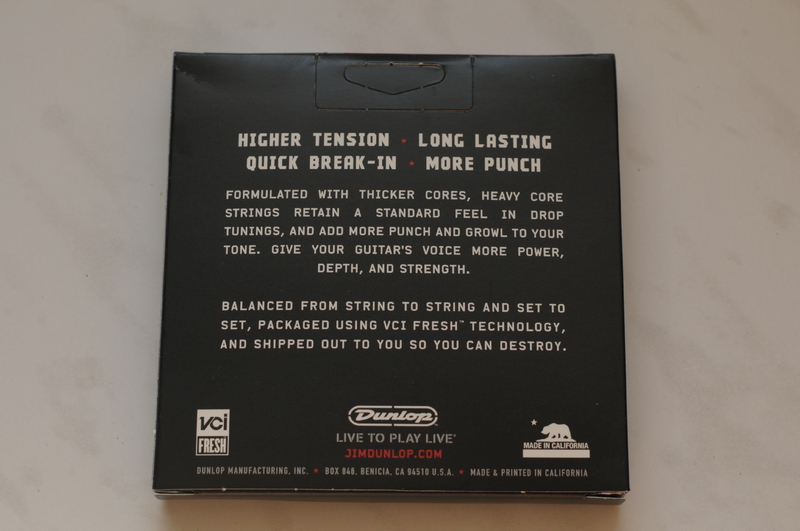 HIGHER TENSION • LONG LASTING
QUICK BREAK-IN • MORE PUNCH
FORMULATED WITH THICKER CORES, HEAVY CORE
STRINGS RETAIN A STANDARD FEEL IN DROP
TUNINGS, AND ADD MORE PUNCH AND GROWL TO YOUR
TONE. GIVE YOUR GUITAR'S VOICE MORE POWER,
DEPTH, AND STRENGTH.
BALANCED FROM STRING TO STRING AND SET TO
SET, PACKAGED USING VCI FRESH™ TECHNOLOGY,
AND SHIPPED OUT TO YOU SO YOU CAN DESTROY.
VCI
FRESH
Dunlop
LIVE TO PLAY LIVE®
JIMDUNLOP.COM
MADE IN CALIFORNIA
DUNLOP MANUFACTURING, INC. ★ BOX 846, BENICIA, CA 94510 U.S.A. ★ MADE & PRINTED IN CALIFORNIA